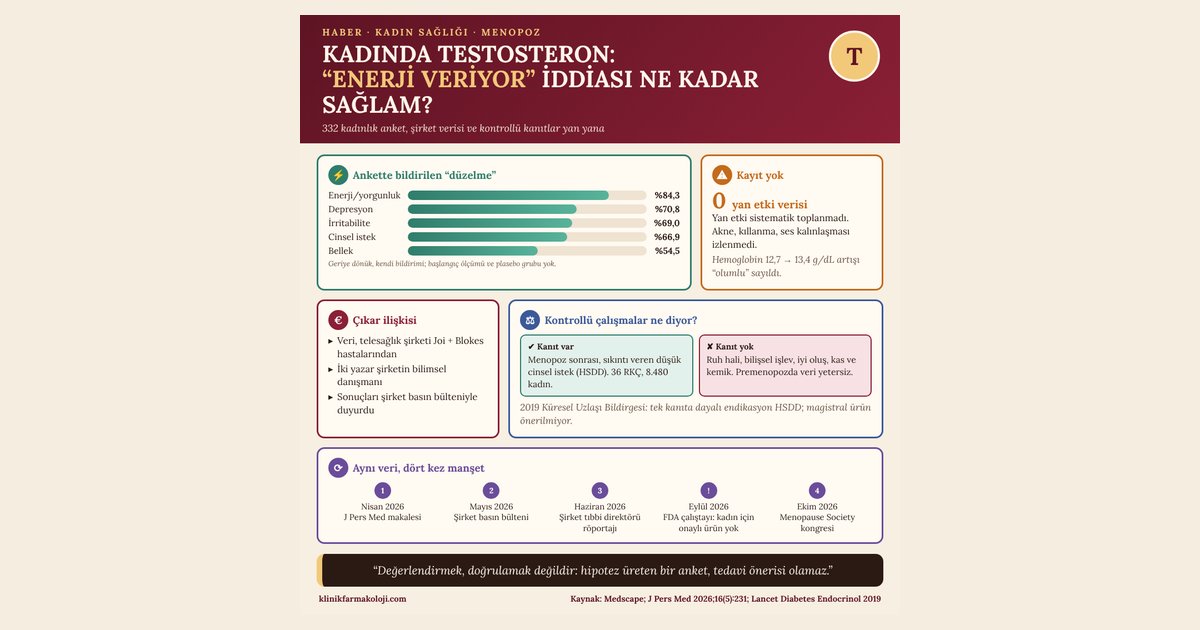 HABER · KADIN SAĞLIĞI · MENOPOZ
KADINDA TESTOSTERON:
“ENERJİ VERİYOR” İDDİASI NE KADAR
SAĞLAM?
T
332 kadınlık anket, şirket verisi ve kontrollü kanıtlar yan yana
⚡ Ankette bildirilen “düzelme”
Enerji/yorgunluk %84,3
Depresyon %70,8
İrritabilite %69,0
Cinsel istek %66,9
Bellek %54,5
Geriye dönük, kendi bildirimi; başlangıç ölçümü ve plasebo grubu yok.
Kayıt yok
0 yan etki verisi
Yan etki sistematik toplanmadı.
Akne, kıllanma, ses kalınlaşması
izlenmedi.
Hemoglobin 12,7 → 13,4 g/dL artışı
“olumlu” sayıldı.
€ Çıkar ilişkisi
▸ Veri, telesağlık şirketi Joi + Blokes
hastalarından
▸ İki yazar şirketin bilimsel
danışmanı
▸ Sonuçları şirket basın bülteniyle
duyurdu
⚖ Kontrollü çalışmalar ne diyor?
✔ Kanıt var
Menopoz sonrası, sıkıntı veren düşük
cinsel istek (HSDD). 36 RKÇ, 8.480
kadın.
✘ Kanıt yok
Ruh hali, bilişsel işlev, iyi oluş, kas ve
kemik. Premenopozda veri yetersiz.
2019 Küresel Uzlaşı Bildirgesi: tek kanıta dayalı endikasyon HSDD; magistral ürün
önerilmiyor.
⟳ Aynı veri, dört kez manşet
1
Nisan 2026
J Pers Med makalesi
2
Mayıs 2026
Şirket basın bülteni
3
Haziran 2026
Şirket tıbbi direktörü
röportajı
!
Eylül 2026
FDA çalıştayı: kadın için
onaylı ürün yok
4
Ekim 2026
Menopause Society
kongresi
“Değerlendirmek, doğrulamak değildir: hipotez üreten bir anket, tedavi önerisi olamaz.”
klinikfarmakoloji.com
Kaynak: Medscape; J Pers Med 2026;16(5):231; Lancet Diabetes Endocrinol 2019